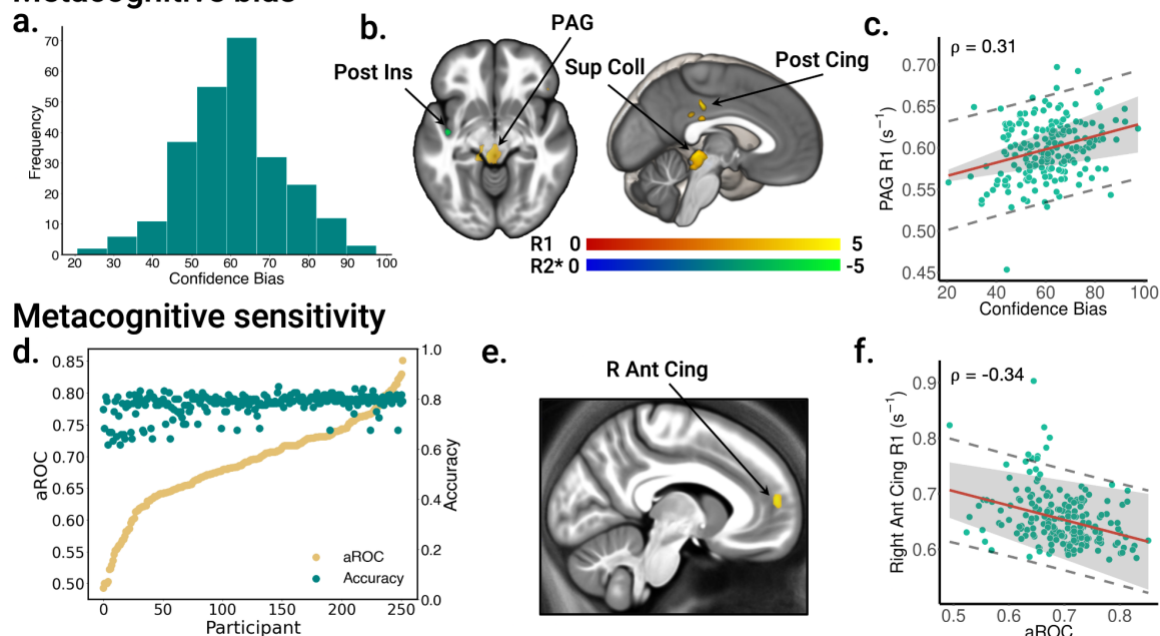 Metacognitive bias
a.
70
60
50
40
30
20
10
0
Frequency
20 30 40 50 60 70 80 90 100
Confidence Bias
b.
PAG
Post Ins
Sup Coll
Post Cing
R1 0 5
R2* 0 -5
c.
ρ = 0.31
0.70
0.65
0.60
0.55
0.50
0.45
PAG R1 (s⁻¹)
20 40 60 80 100
Confidence Bias
Metacognitive sensitivity
d.
0.85
0.80
0.75
0.70
0.65
0.60
0.55
0.50
aROC
1.0
0.8
0.6
0.4
0.2
0.0
Accuracy
aROC
Accuracy
0 50 100 150 200 250
Participant
e.
R Ant Cing
f.
ρ = -0.34
0.9
0.8
0.7
0.6
Right Ant Cing R1 (s⁻¹)
0.5 0.6 0.7 0.8
aROC